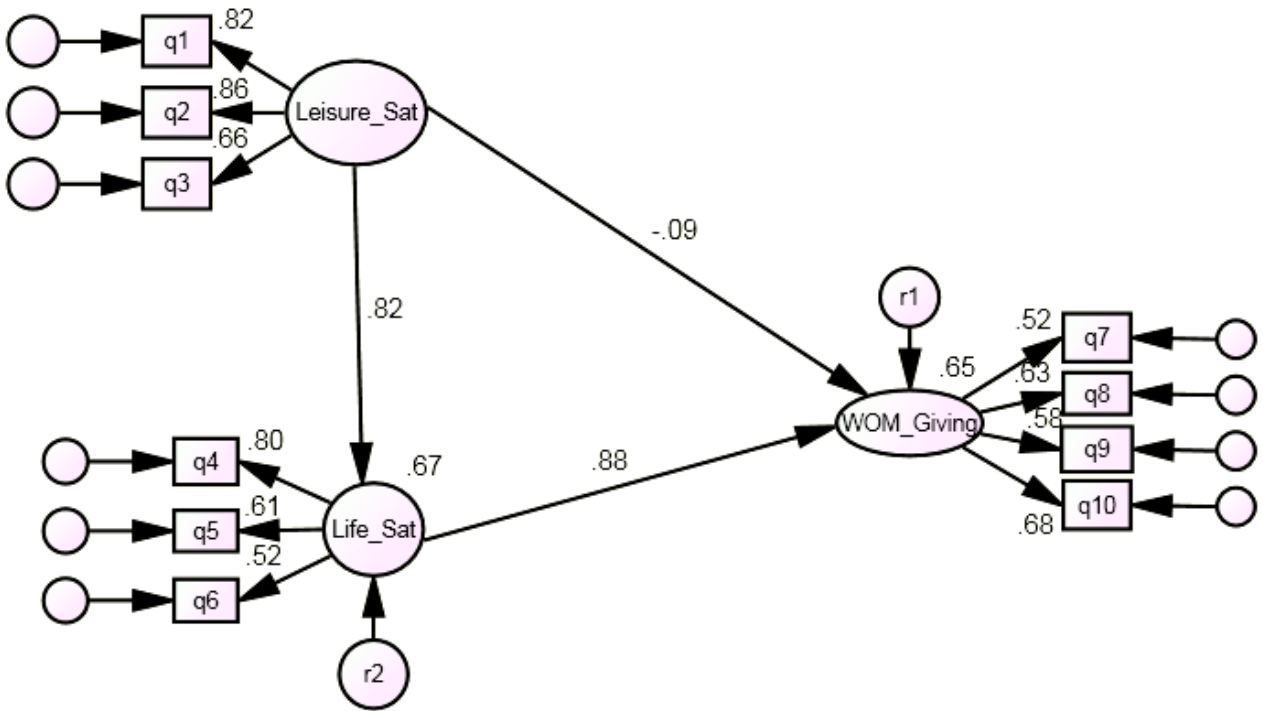 .82
q1
.86
q2
Leisure_Sat
.66
q3
-.09
.82
r1
.52
q7
.65
.63
q8
.58
q9
WOM_Giving
q10
.68
.80
q4
.67
.88
.61
q5
Life_Sat
.52
q6
r2